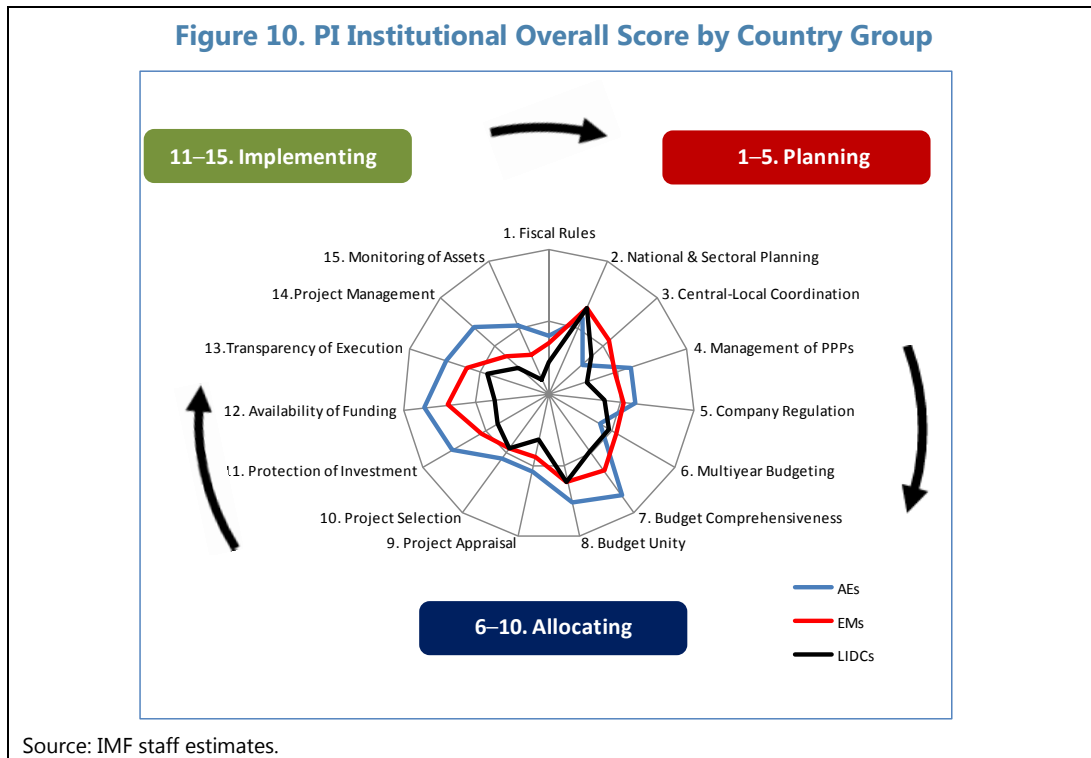 Figure 10. PI Institutional Overall Score by Country Group
11–15. Implementing
1–5. Planning
1. Fiscal Rules
15. Monitoring of Assets
2. National & Sectoral Planning
14.Project Management
3. Central-Local Coordination
13.Transparency of Execution
4. Management of PPPs
12. Availability of Funding
5. Company Regulation
11. Protection of Investment
6. Multiyear Budgeting
10. Project Selection
7. Budget Comprehensiveness
9. Project Appraisal
8. Budget Unity
AEs
6–10. Allocating
EMs
LIDCs
Source: IMF staff estimates.